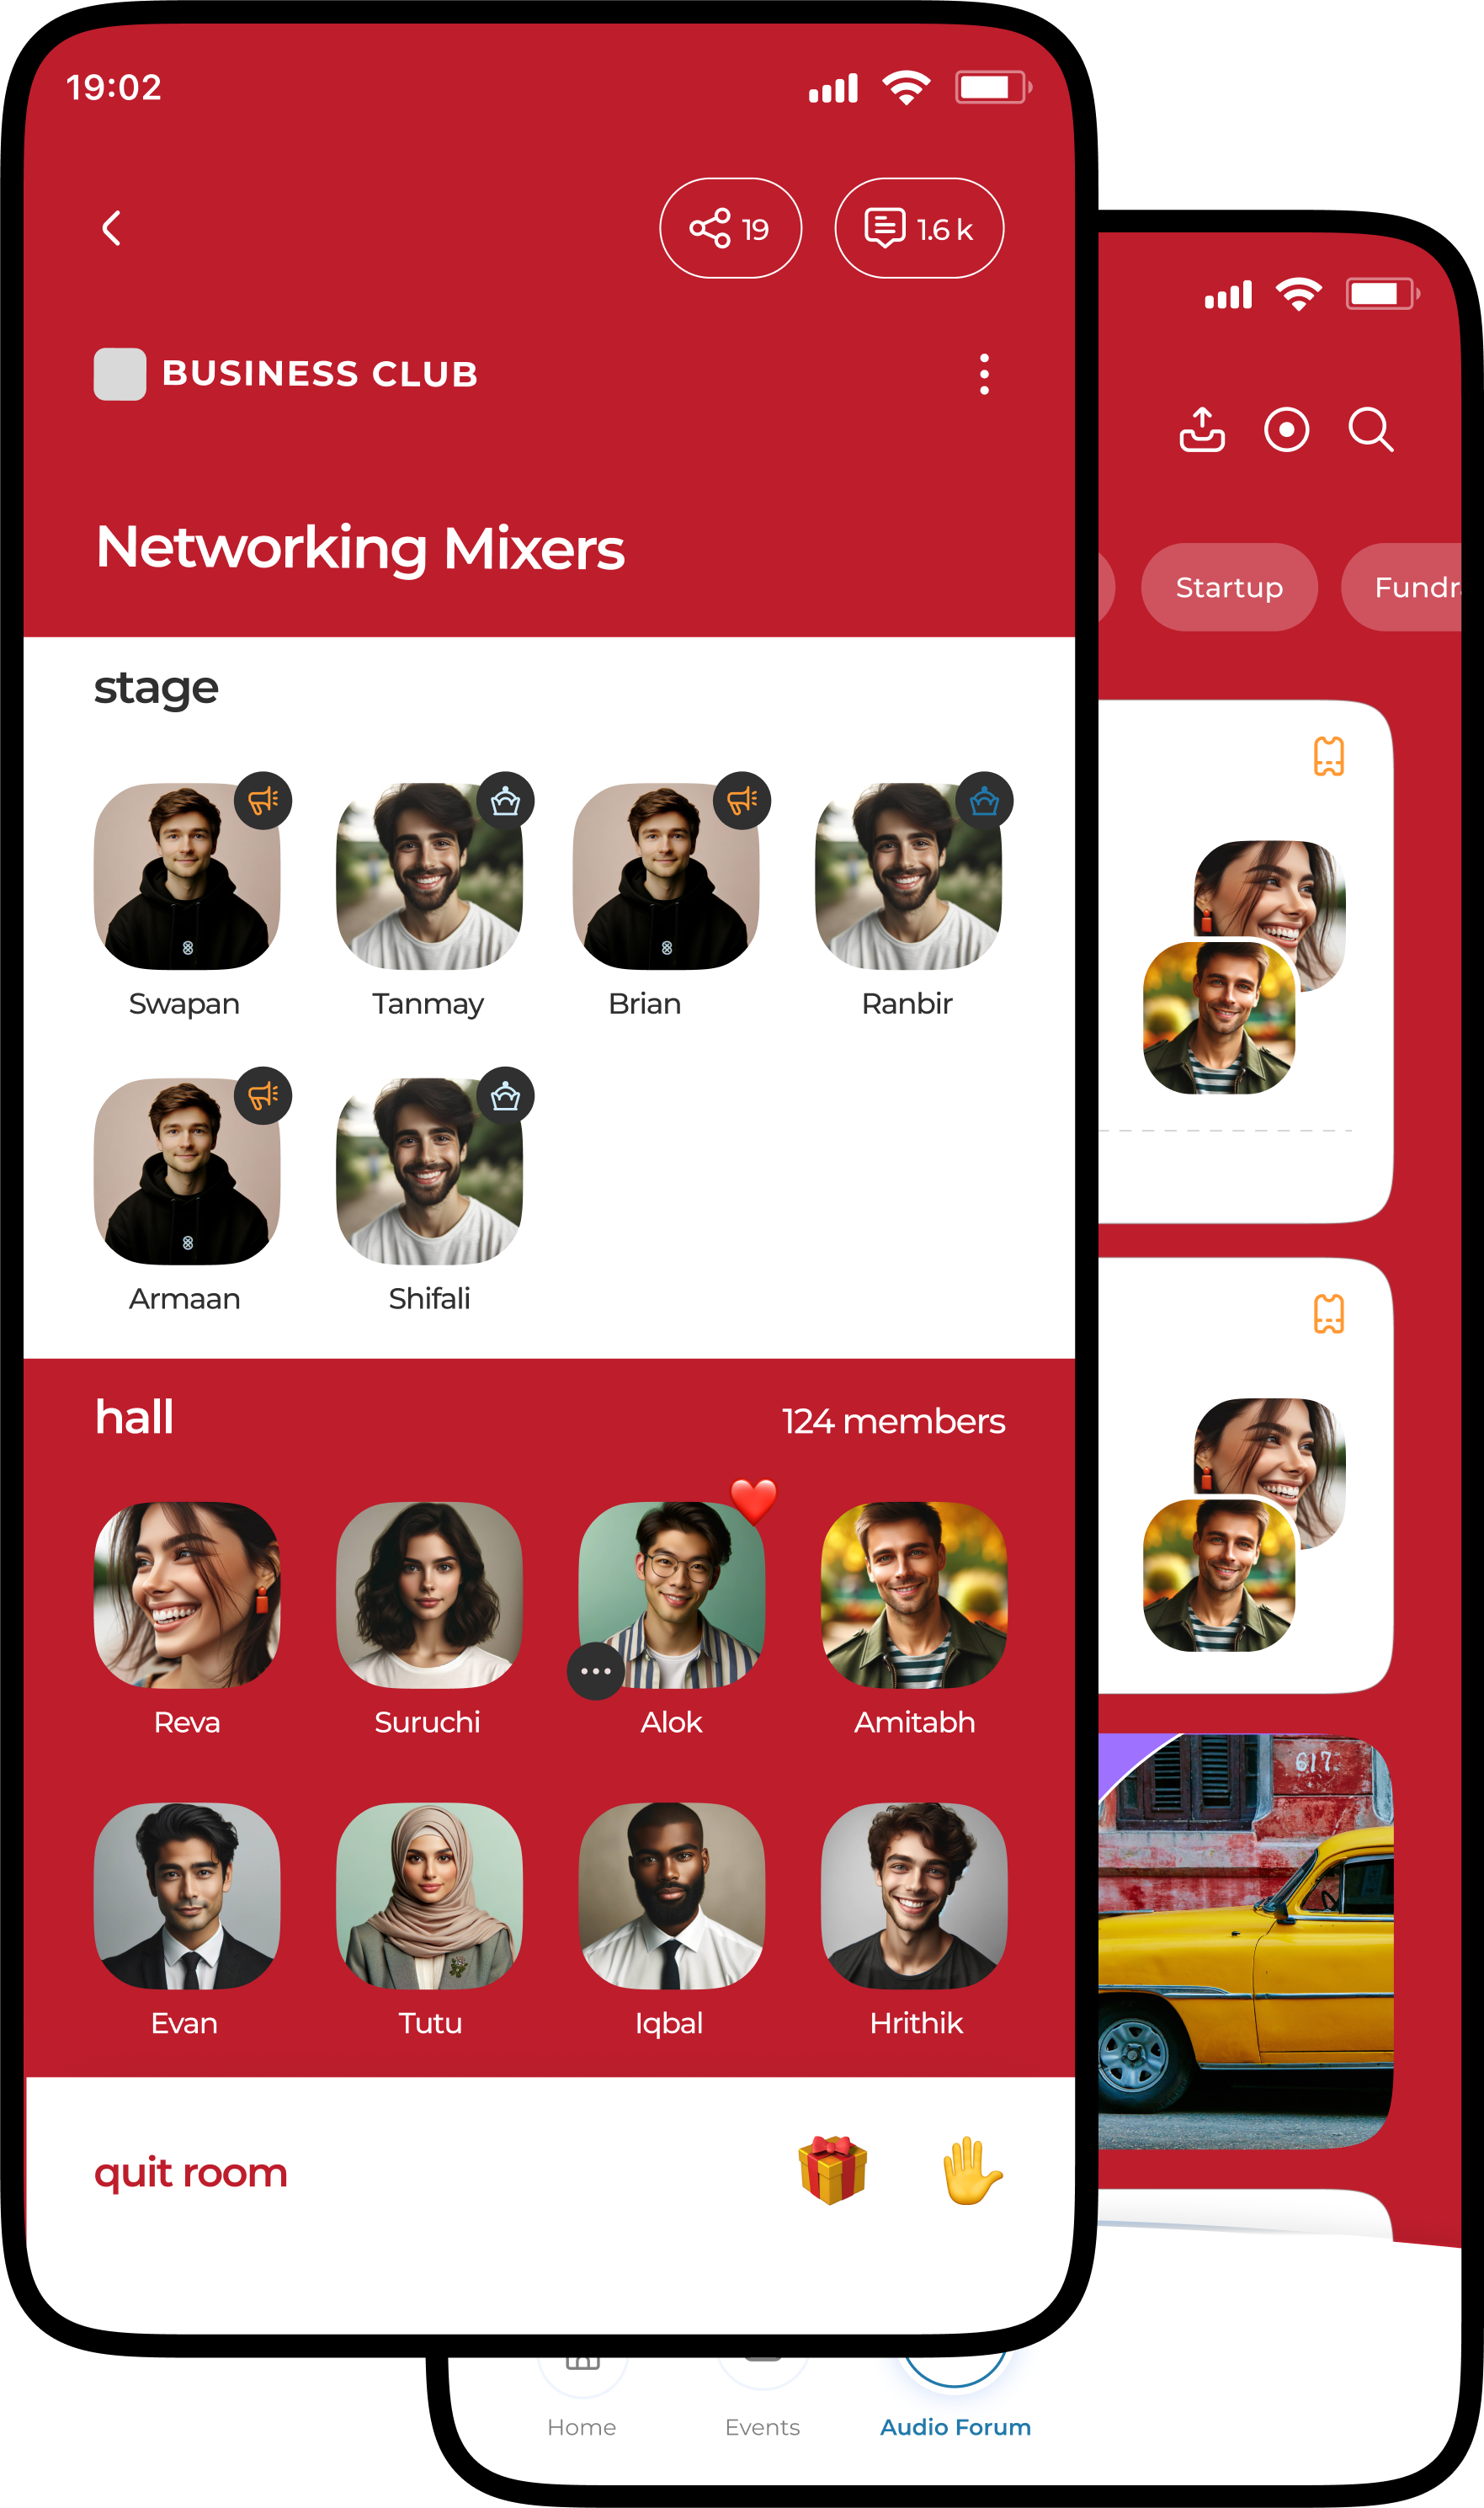 19:02
19
1.6 k
BUSINESS CLUB
Networking Mixers
Startup
Fundr
stage
Swapan
Tanmay
Brian
Ranbir
Armaan
Shifali
hall
124 members
Reva
Suruchi
Alok
Amitabh
Evan
Tutu
Iqbal
Hrithik
617
quit room
Home
Events
Audio Forum